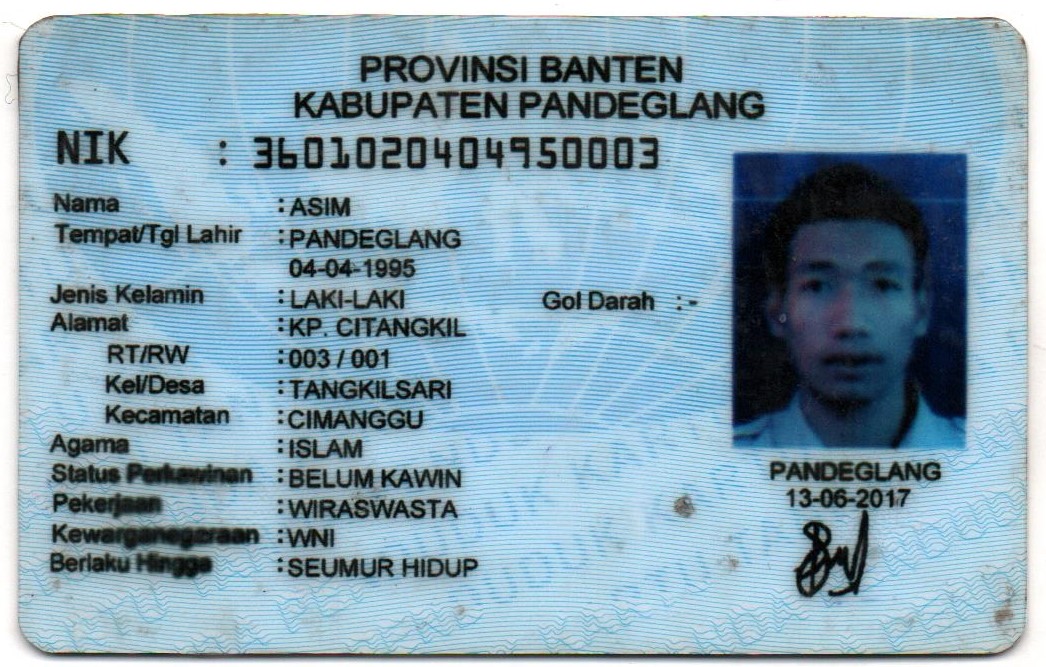 PROVINSI BANTEN
KABUPATEN PANDEGLANG
NIK : 3601020404950003
Nama : ASIM
Tempat/Tgl Lahir : PANDEGLANG
04-04-1995
Jenis Kelamin : LAKI-LAKI Gol Darah : -
Alamat : KP. CITANGKIL
RT/RW : 003 / 001
Kel/Desa : TANGKILSARI
Kecamatan : CIMANGGU
Agama : ISLAM
Status Perkawinan : BELUM KAWIN
Pekerjaan : WIRASWASTA
Kewarganegaraan : WNI
Berlaku Hingga : SEUMUR HIDUP
PANDEGLANG
13-06-2017